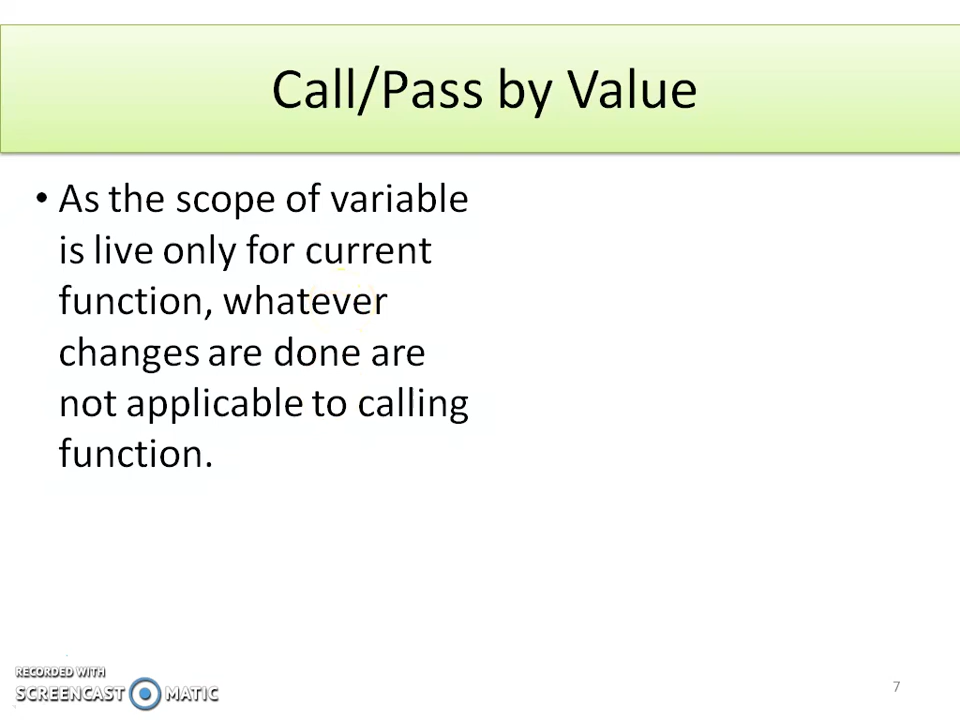 Call/Pass by Value
• As the scope of variable
is live only for current
function, whatever
changes are done are
not applicable to calling
function.
RECORDED WITH
SCREENCAST MATIC
7